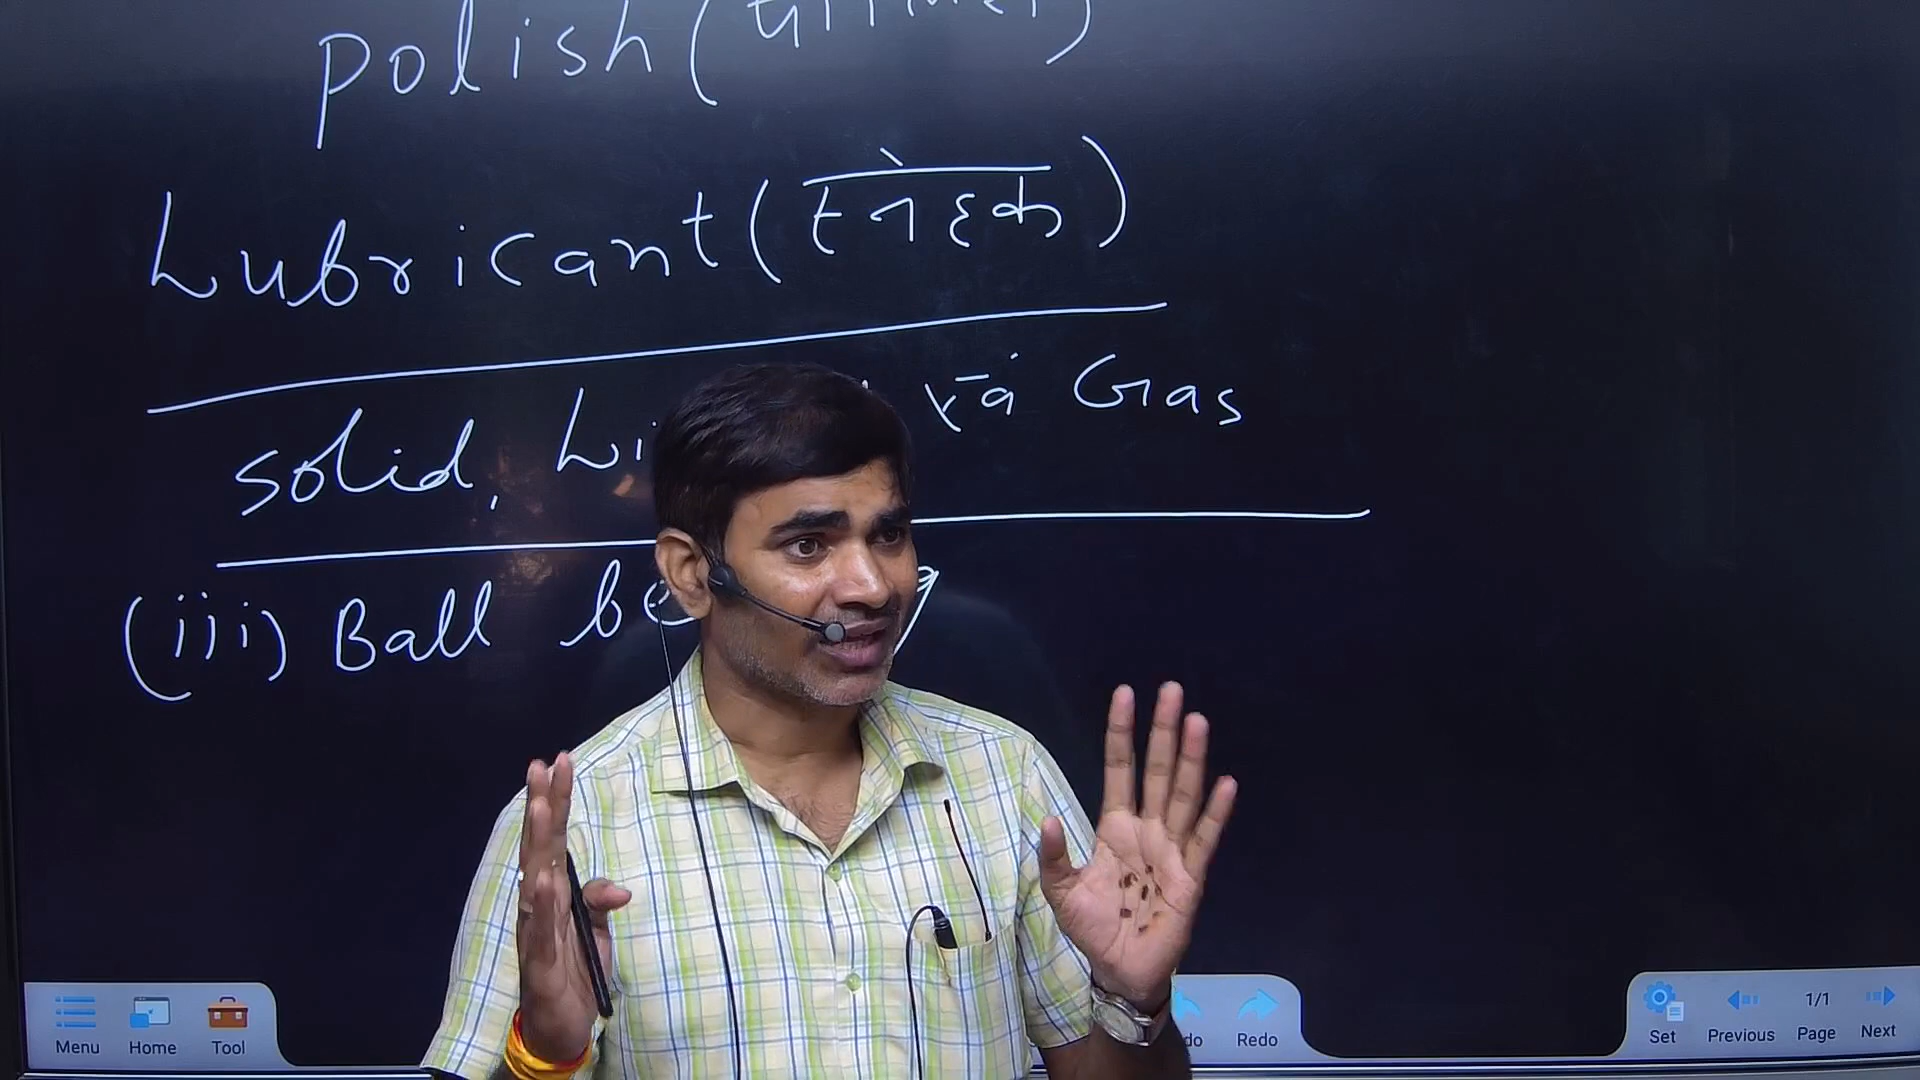 polish (
Lubricant (स्नेहक)
solid, Li एवं Gas
(iii) Ball be g
Menu Home Tool do Redo Set Previous 1/1 Page Next